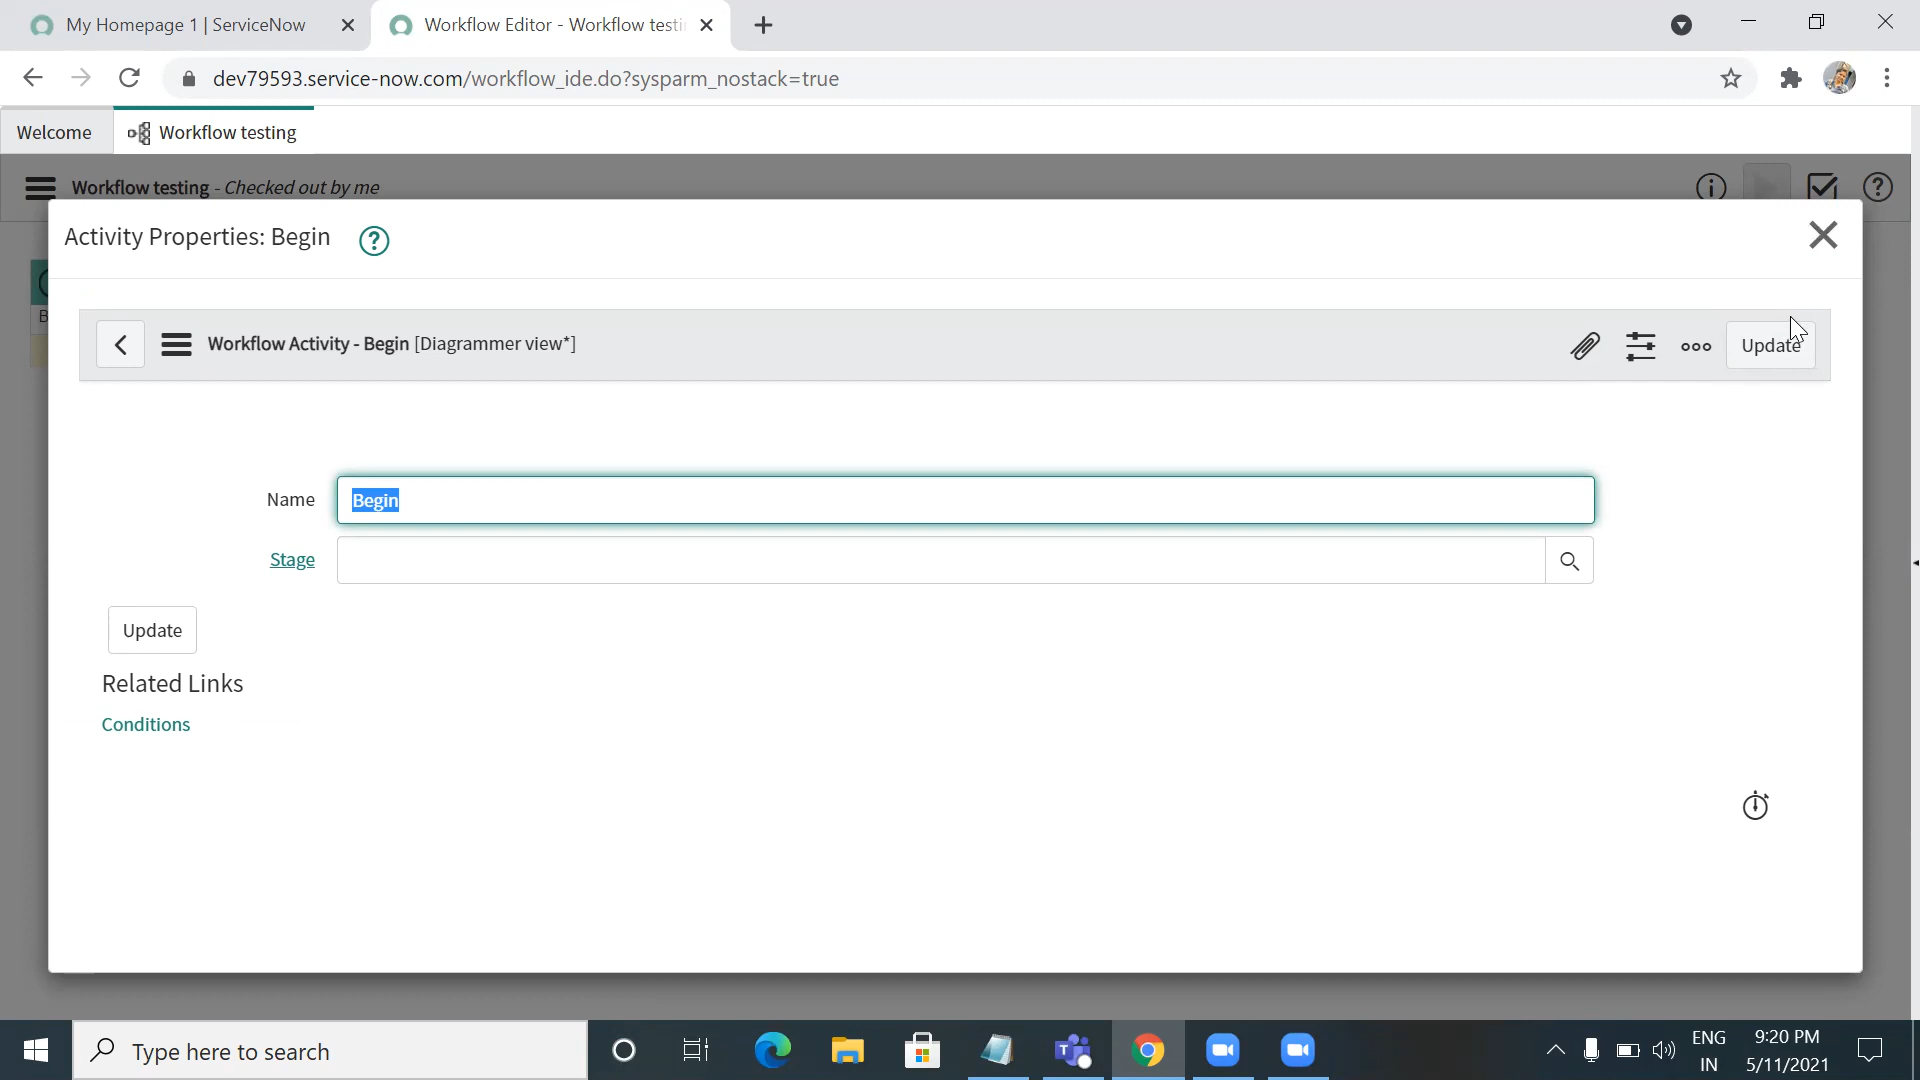 My Homepage 1 | ServiceNow
Workflow Editor - Workflow testi
dev79593.service-now.com/workflow_ide.do?sysparm_nostack=true
Welcome
Workflow testing
Workflow testing - Checked out by me
Activity Properties: Begin
Workflow Activity - Begin [Diagrammer view*]
Update
Name
Begin
Stage
Update
Related Links
Conditions
Type here to search
ENG
IN
9:20 PM
5/11/2021